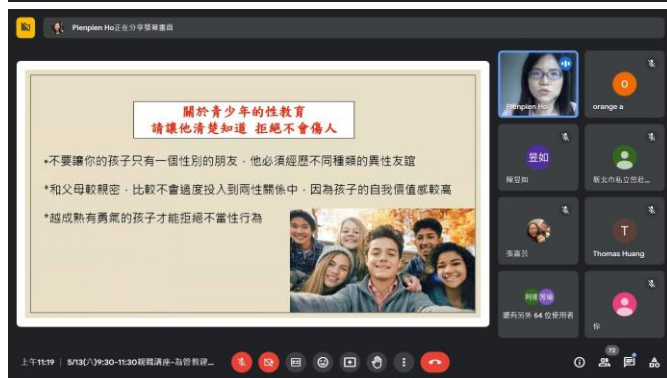 Pienpien Ho正在分享螢幕畫面
關於青少年的性教育
請讓他清楚知道 拒絕不會傷人
•不要讓你的孩子只有一個性別的朋友，他必須經歷不同種類的異性友誼
*和父母較親密，比較不會過度投入到兩性關係中，因為孩子的自我價值感較高
*越成熟有勇氣的孩子才能拒絕不當性行為
Pienpien Ho
O
orange a
昱如
陳昱如
新北市私立
張嘉芸
T
Thomas Huang
還有另外 64 位使用者
你
上午11:19 | 5/13(六)9:30-11:30親職講座-為管教建...
72